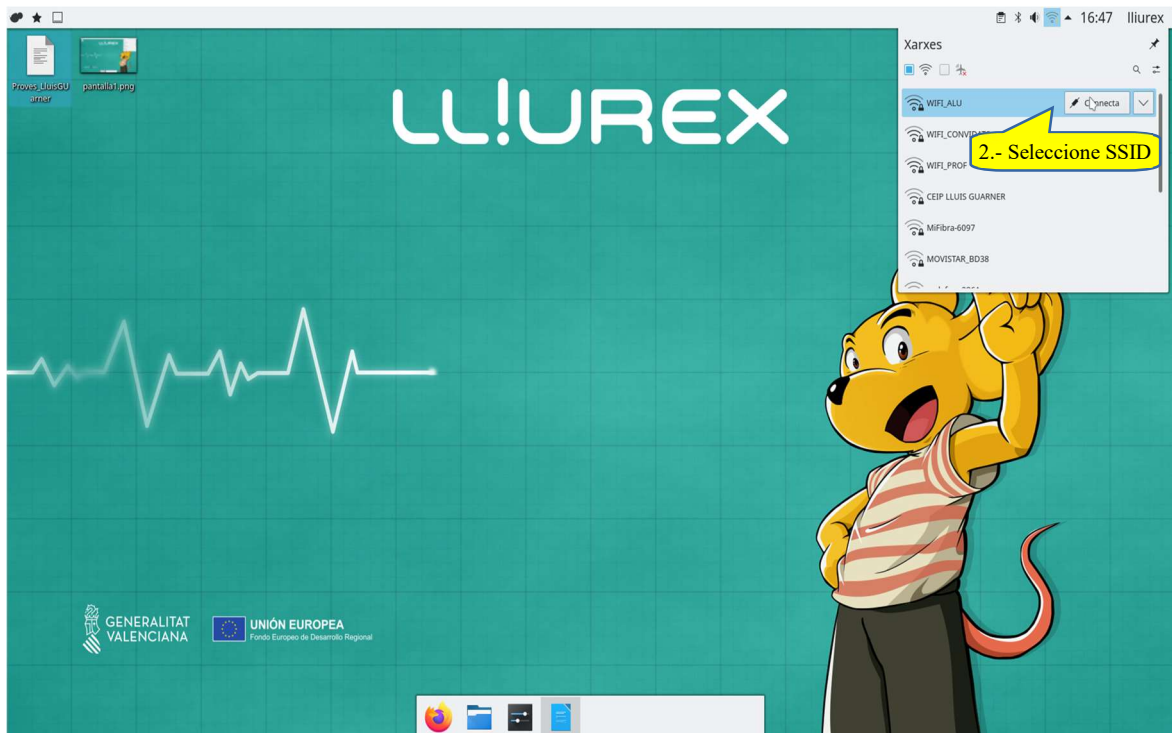 16:47 lliurex
Xarxes
Proves_LluisGU
arner
pantalla1.png
LL!UREX
WIFI_ALU
Connecta
WIFI_CONVIDATS
2.- Seleccione SSID
WIFI_PROF
CEIP LLUIS GUARNER
MiFibra-6097
MOVISTAR_BD38
GENERALITAT
VALENCIANA
UNIÓN EUROPEA
Fondo Europeo de Desarrollo Regional